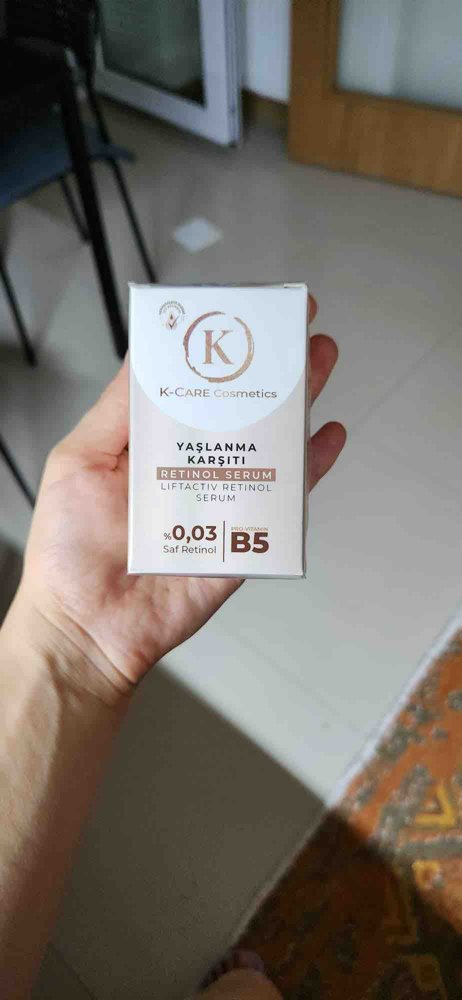 K
K-CARE Cosmetics
YAŞLANMA
KARŞITI
RETINOL SERUM
LIFTACTIV RETINOL
SERUM
%0,03
Saf Retinol
PRO-VITAMIN
B5